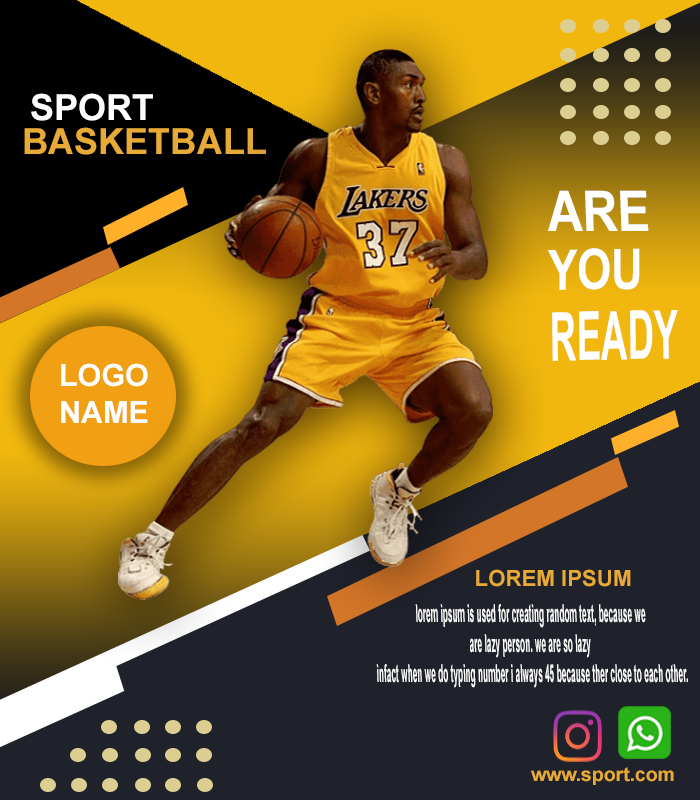 SPORT
BASKETBALL
LAKERS
37
ARE
YOU
READY
LOGO
NAME
LOREM IPSUM
lorem ipsum is used for creating random text, because we
are lazy person. we are so lazy
infact when we do typing number i always 45 because ther close to each other.
www.sport.com